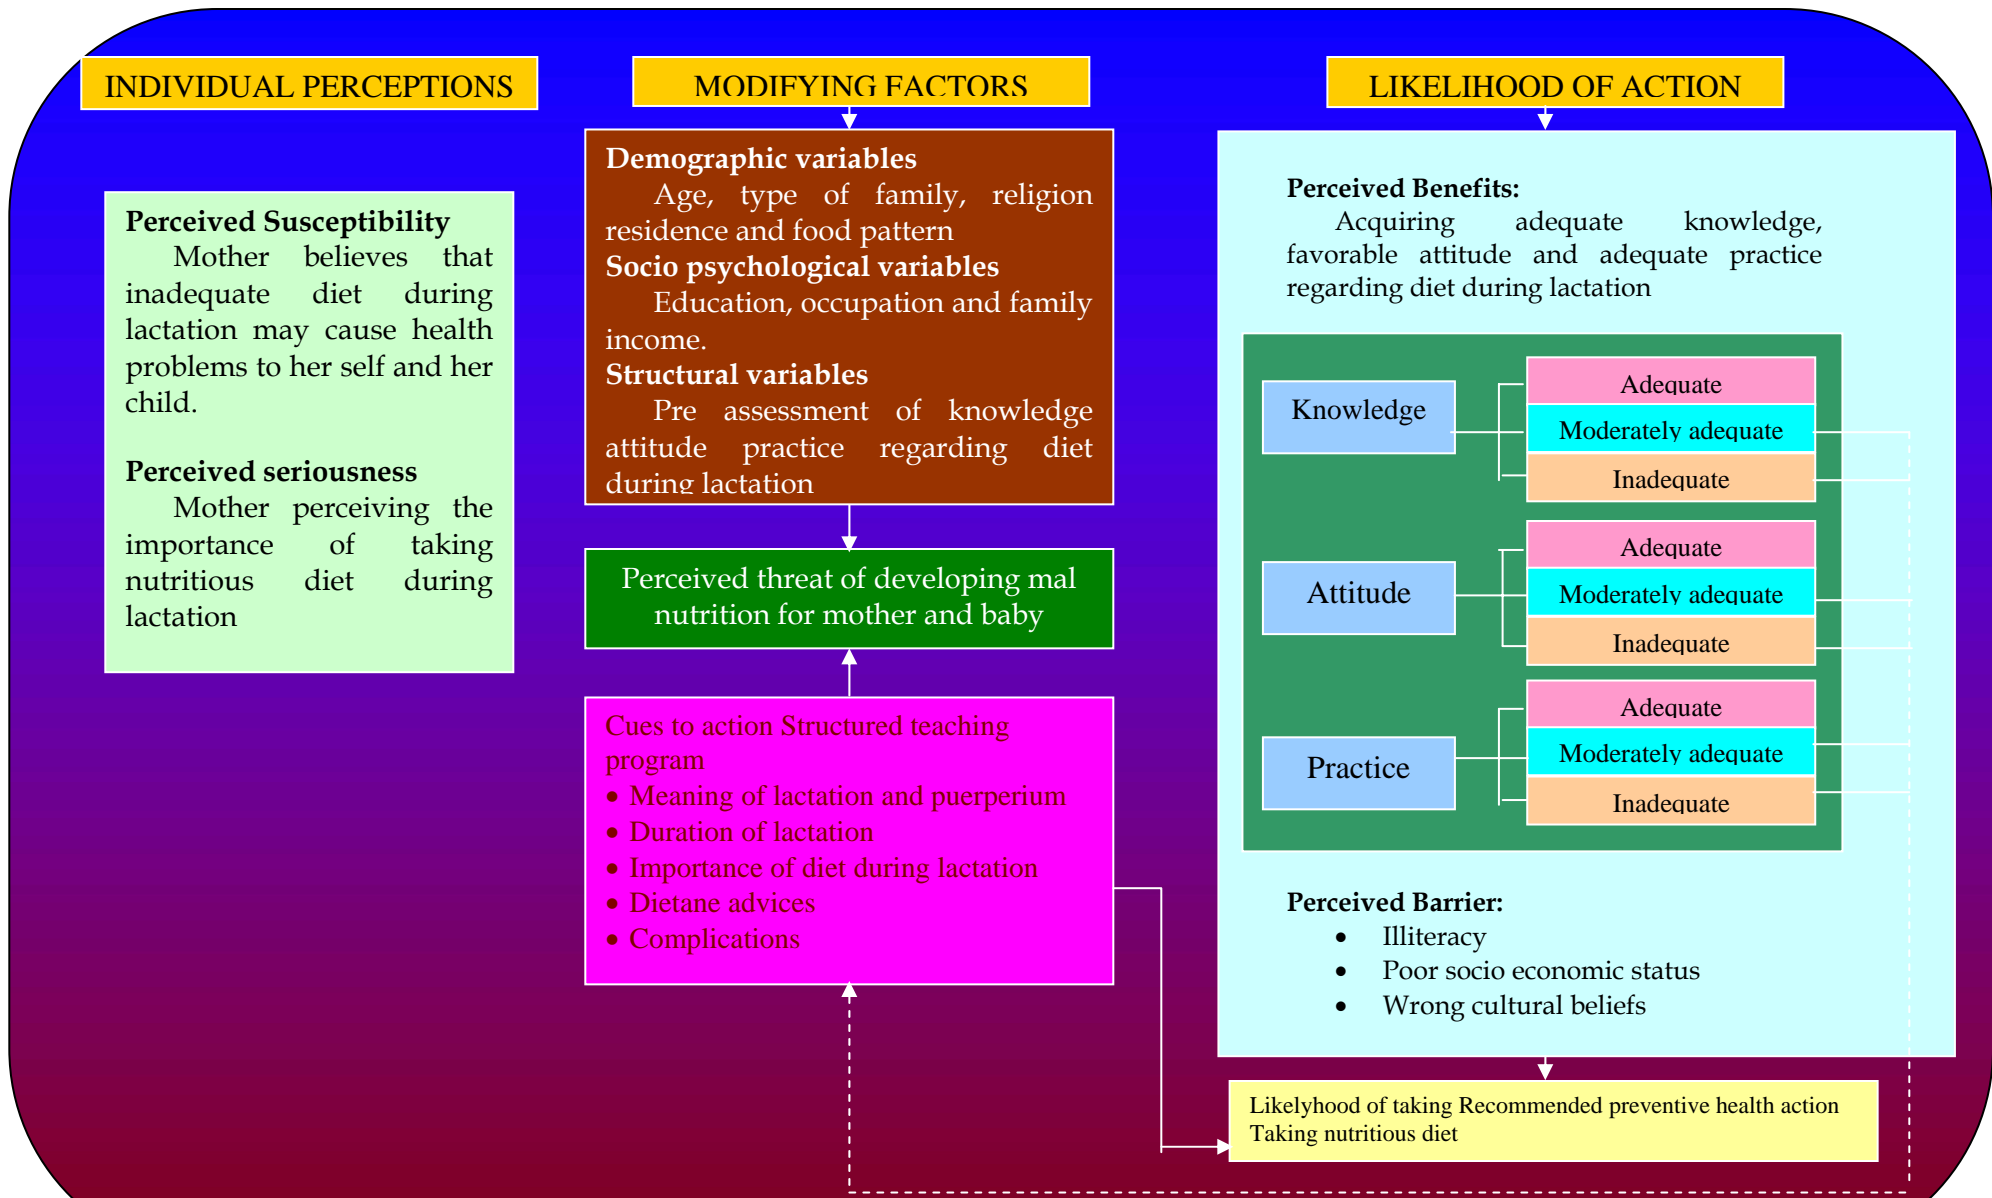 INDIVIDUAL PERCEPTIONS
Perceived Susceptibility
Mother believes that
inadequate diet during
lactation may cause health
problems to her self and her
child.
Perceived seriousness
Mother perceiving the
importance of taking
nutritious diet during
lactation
MODIFYING FACTORS
Demographic variables
Age, type of family, religion
residence and food pattern
Socio psychological variables
Education, occupation and family
income.
Structural variables
Pre assessment of knowledge
attitude practice regarding diet
during lactation
Perceived threat of developing mal
nutrition for mother and baby
Cues to action Structured teaching
program
• Meaning of lactation and puerperium
• Duration of lactation
• Importance of diet during lactation
• Dietane advices
• Complications
LIKELIHOOD OF ACTION
Perceived Benefits:
Acquiring adequate knowledge,
favorable attitude and adequate practice
regarding diet during lactation
Knowledge
Adequate
Moderately adequate
Inadequate
Attitude
Adequate
Moderately adequate
Inadequate
Practice
Adequate
Moderately adequate
Inadequate
Perceived Barrier:
• Illiteracy
• Poor socio economic status
• Wrong cultural beliefs
Likelyhood of taking Recommended preventive health action
Taking nutritious diet